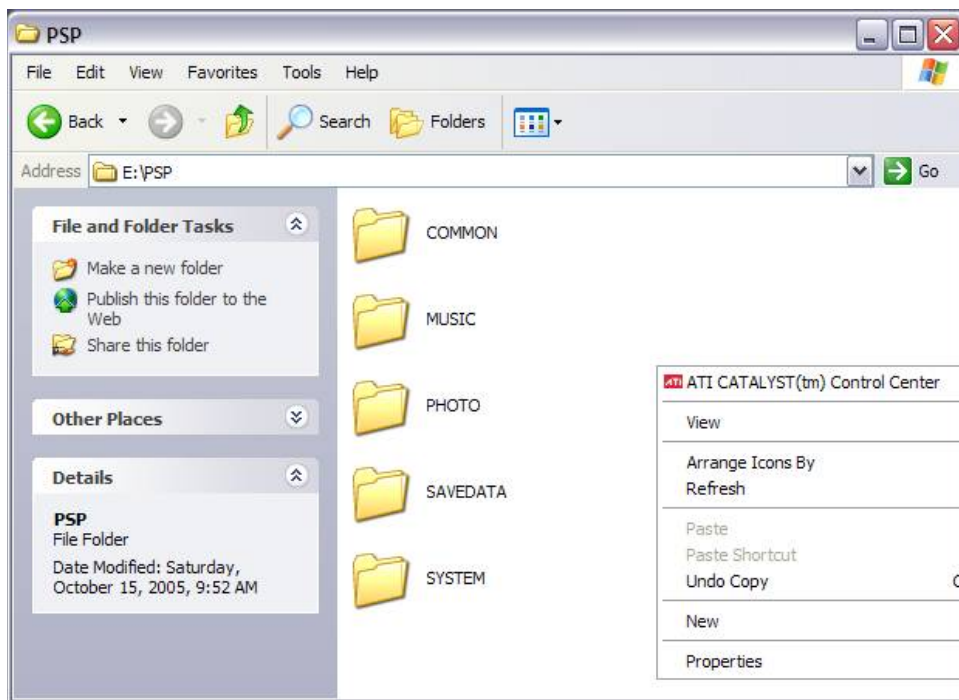 PSP
File Edit View Favorites Tools Help
Back Search Folders
Address E:\PSP Go
File and Folder Tasks
Make a new folder
Publish this folder to the
Web
Share this folder
Other Places
Details
PSP
File Folder
Date Modified: Saturday,
October 15, 2005, 9:52 AM
COMMON
MUSIC
PHOTO
SAVEDATA
SYSTEM
ATI ATI CATALYST(tm) Control Center
View
Arrange Icons By
Refresh
Paste
Paste Shortcut
Undo Copy
New
Properties